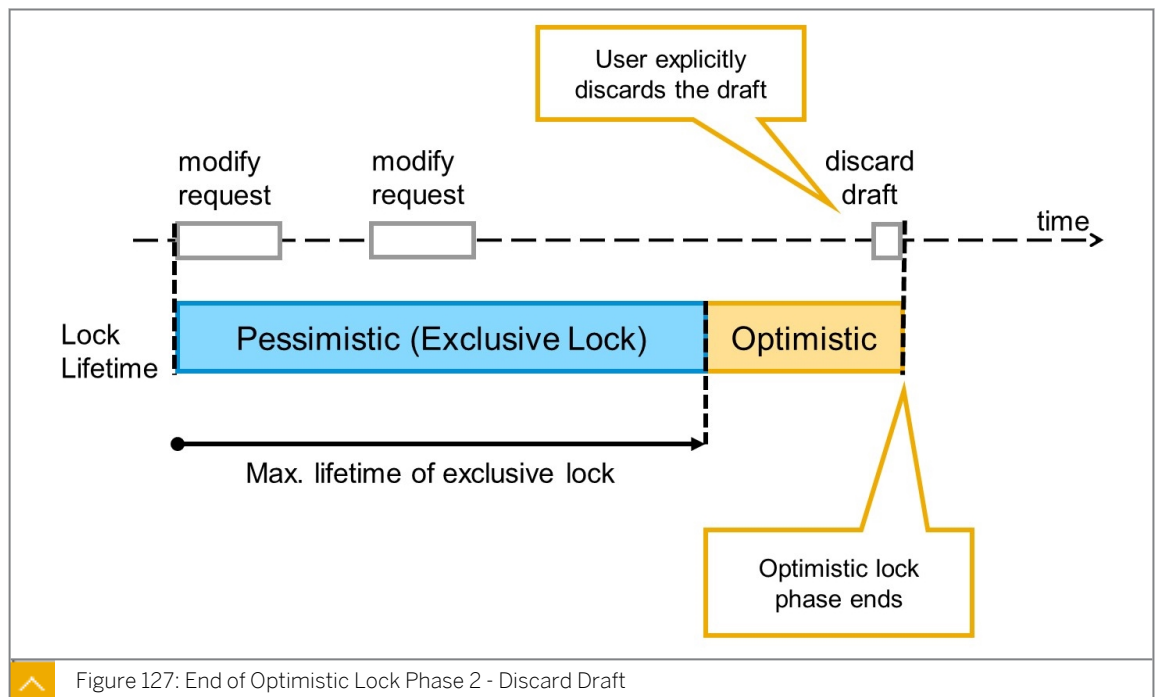 User explicitly
discards the draft
modify
request
modify
request
discard
draft
time
Lock
Lifetime
Pessimistic (Exclusive Lock)
Optimistic
Max. lifetime of exclusive lock
Optimistic lock
phase ends
Figure 127: End of Optimistic Lock Phase 2 - Discard Draft